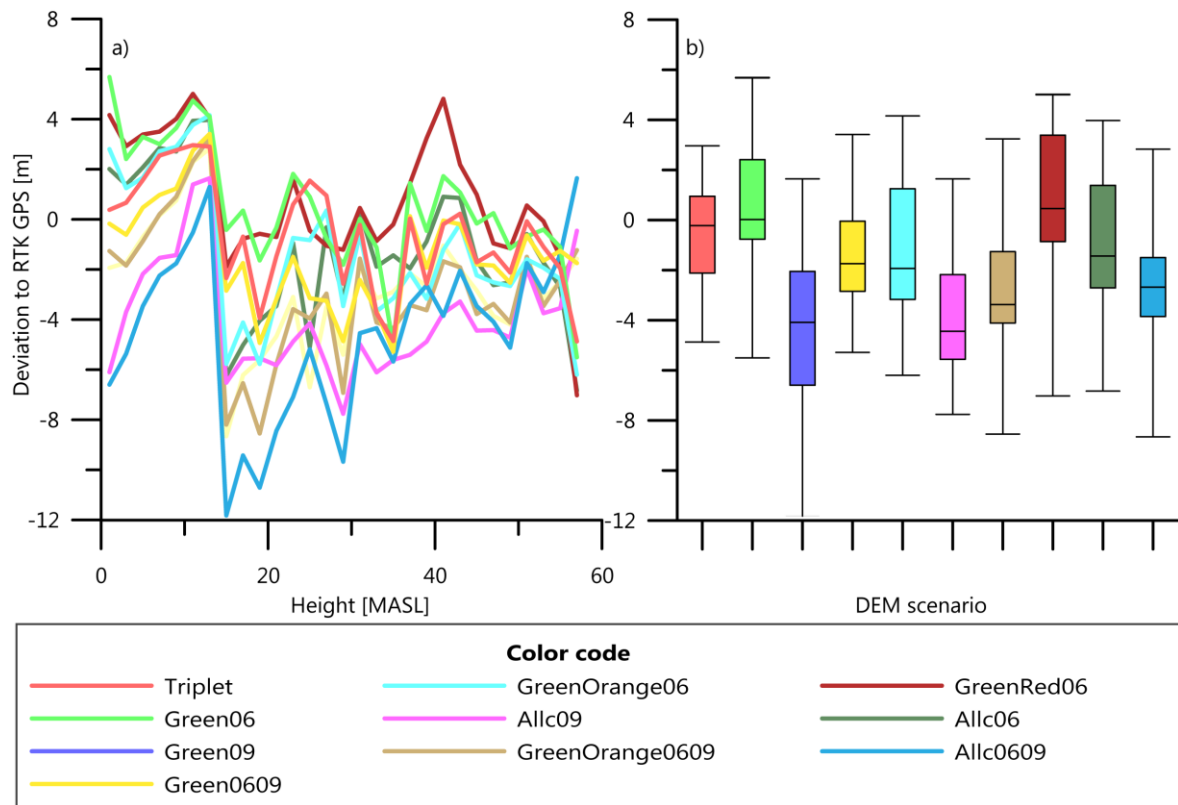 8
4
0
-4
-8
-12
Deviation to RTK GPS [m]
a)
0
20
40
60
Height [MASL]
8
4
0
-4
-8
-12
b)
DEM scenario
Color code
Triplet
Green06
Green09
Green0609
GreenOrange06
Allc09
GreenOrange0609
GreenRed06
Allc06
Allc0609